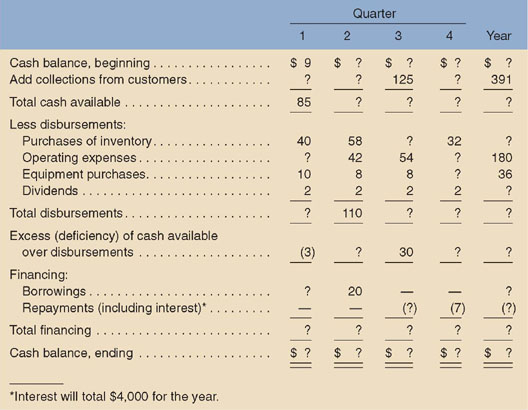 Quarter
1 2 3 4 Year
Cash balance, beginning . . . . . . . . . . . . . . . . $ 9 $ ? $ ? $ ? $ ?
Add collections from customers . . . . . . . . . . . ? ? 125 ? 391
Total cash available . . . . . . . . . . . . . . . . . . . . 85 ? ? ? ?
Less disbursements:
Purchases of inventory . . . . . . . . . . . . . . . . 40 58 ? 32 ?
Operating expenses . . . . . . . . . . . . . . . . . . ? 42 54 ? 180
Equipment purchases. . . . . . . . . . . . . . . . . 10 8 8 ? 36
Dividends . . . . . . . . . . . . . . . . . . . . . . . . . . 2 2 2 2 ?
Total disbursements . . . . . . . . . . . . . . . . . . . . ? 110 ? ? ?
Excess (deficiency) of cash available
over disbursements . . . . . . . . . . . . . . . . . . (3) ? 30 ? ?
Financing:
Borrowings . . . . . . . . . . . . . . . . . . . . . . . . . ? 20 — — ?
Repayments (including interest)* . . . . . . . . . — — (?) (7) (?)
Total financing . . . . . . . . . . . . . . . . . . . . . . . . ? ? ? ? ?
Cash balance, ending . . . . . . . . . . . . . . . . . . $ ? $ ? $ ? $ ? $ ?
*Interest will total $4,000 for the year.